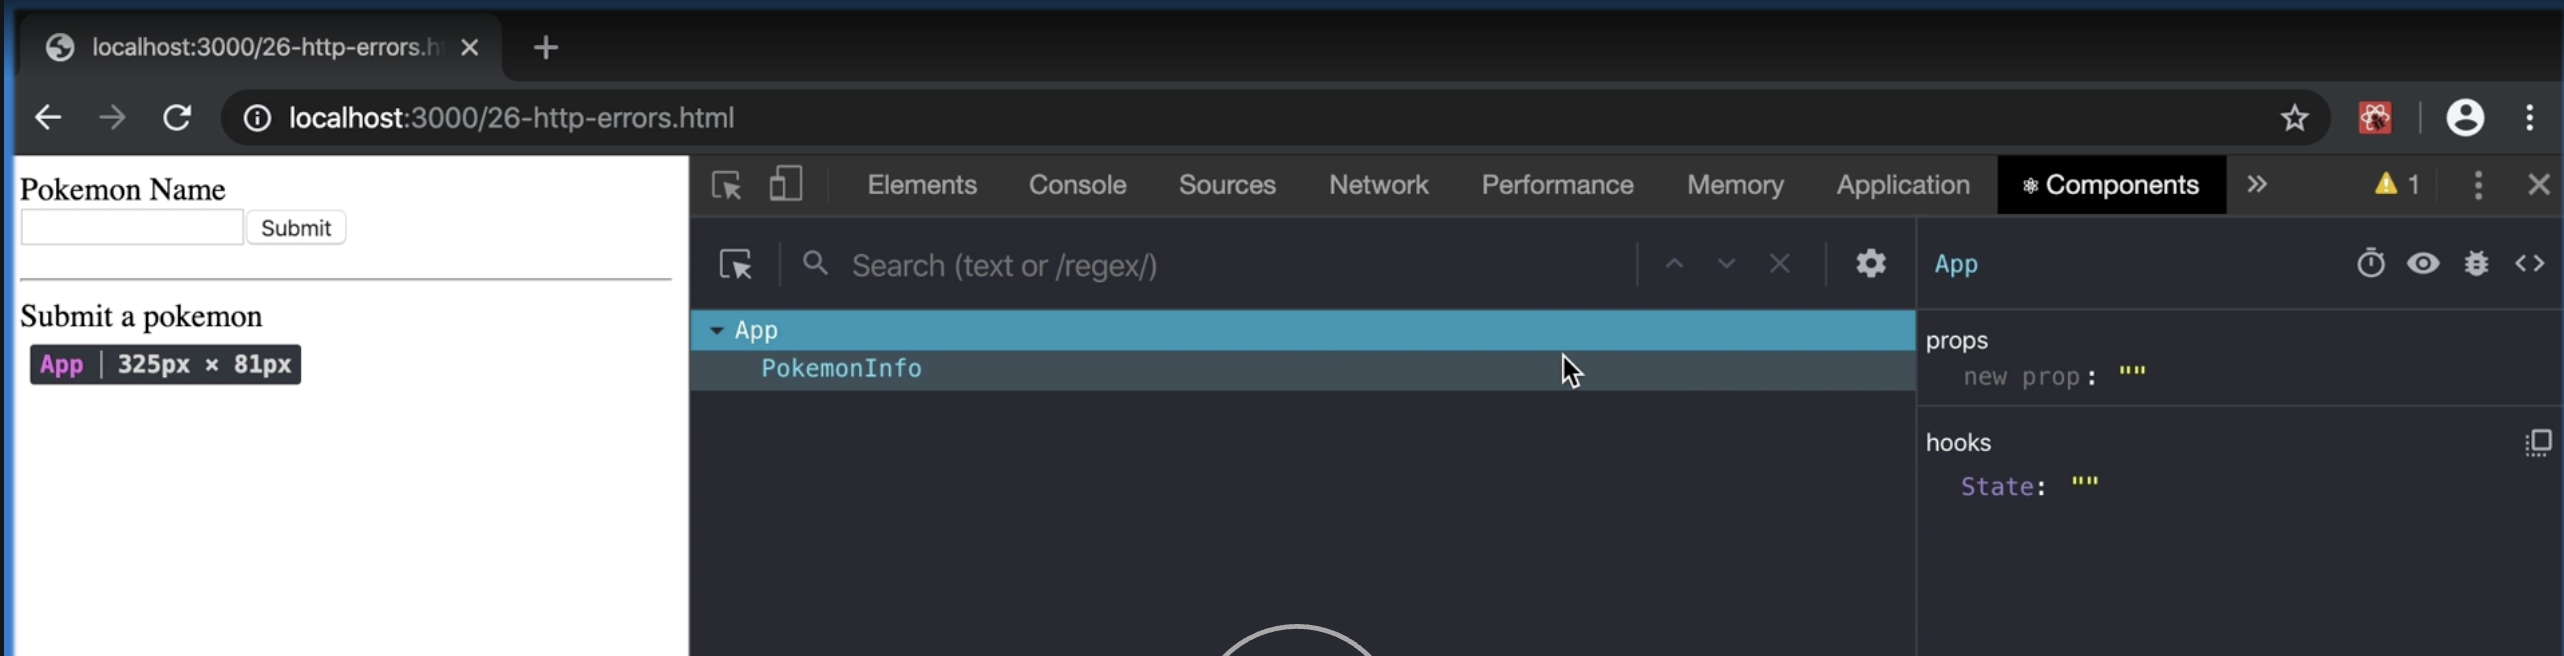 localhost:3000/26-http-errors.h
localhost:3000/26-http-errors.html
Pokemon Name
Submit
Submit a pokemon
App | 325px × 81px
Elements Console Sources Network Performance Memory Application Components 1
Search (text or /regex/)
App
PokemonInfo
App
props
new prop: ""
hooks
State: ""